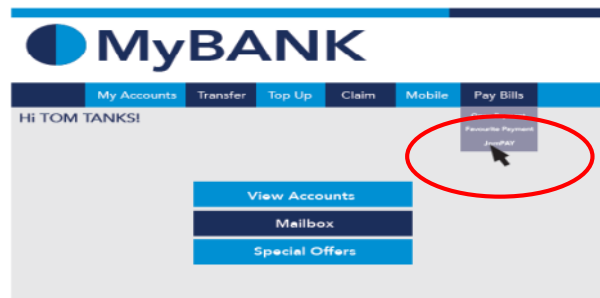 MyBANK
My Accounts Transfer Top Up Claim Mobile Pay Bills
Hi TOM TANKS!
Favourite Payment
JomPAY
View Accounts
Mailbox
Special Offers